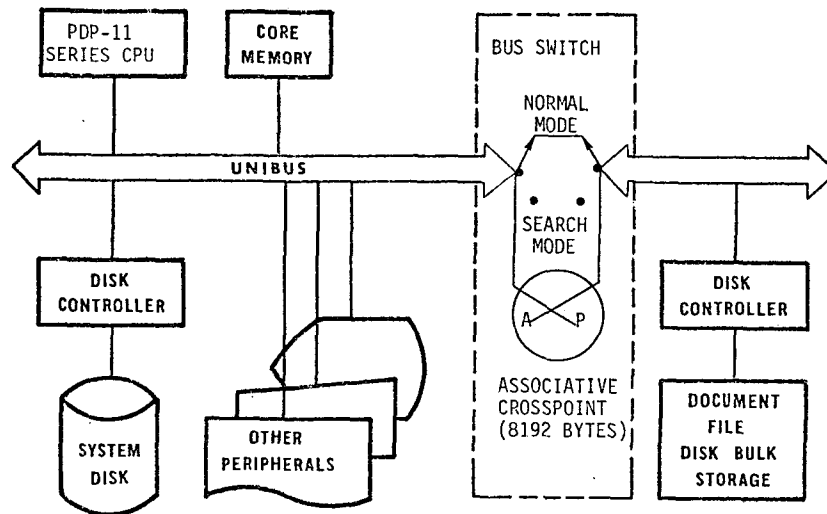 PDP-11
SERIES CPU
CORE
MEMORY
BUS SWITCH
NORMAL
MODE
UNIBUS
SEARCH
MODE
DISK
CONTROLLER
DISK
CONTROLLER
A P
ASSOCIATIVE
CROSSPOINT
(8192 BYTES)
SYSTEM
DISK
OTHER
PERIPHERALS
DOCUMENT
FILE
DISK BULK
STORAGE